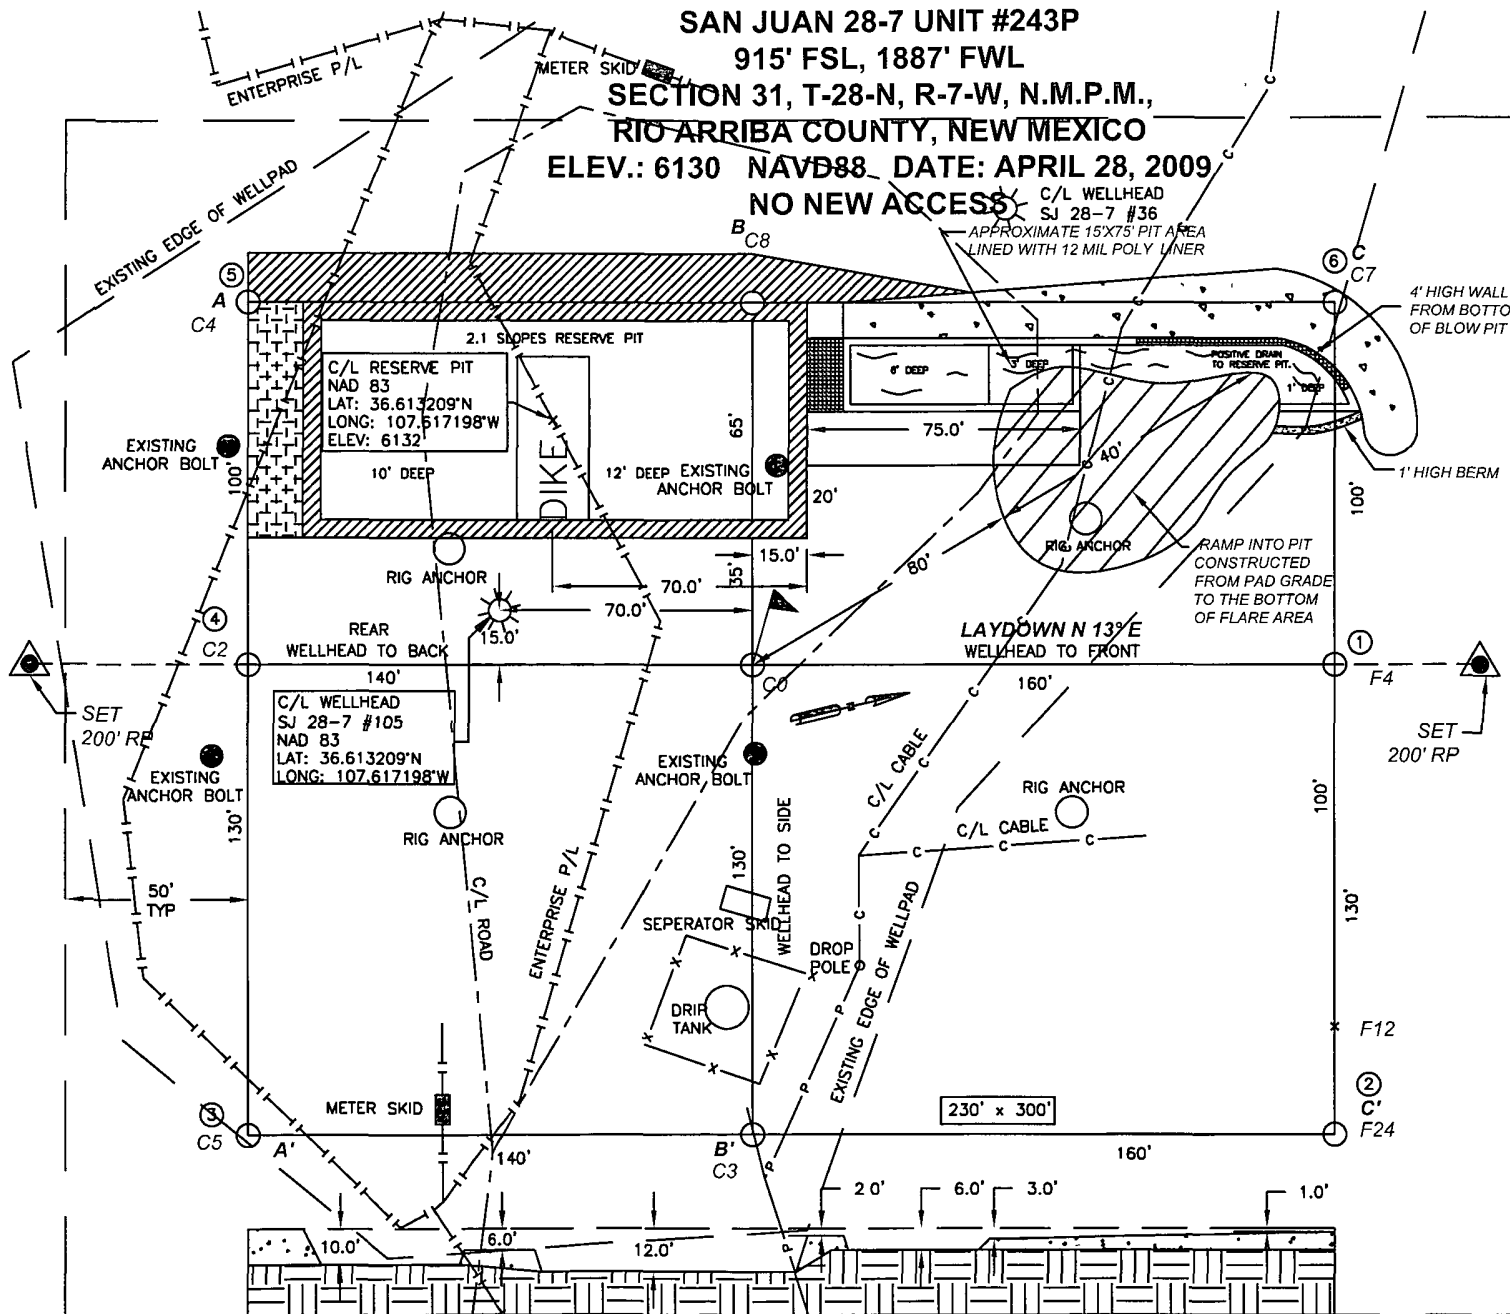 SAN JUAN 28-7 UNIT #243P
915' FSL, 1887' FWL
SECTION 31, T-28-N, R-7-W, N.M.P.M.,
RIO ARRIBA COUNTY, NEW MEXICO
ELEV.: 6130 NAVD88 DATE: APRIL 28, 2009
NO NEW ACCESS
ENTERPRISE P/L
METER SKID
EXISTING EDGE OF WELLPAD
C/L WELLHEAD
SJ 28-7 #36
APPROXIMATE 15'X75' PIT AREA
LINED WITH 12 MIL POLY LINER
B
C8
5
A
C4
6
C
C7
4' HIGH WALL
FROM BOTTO
OF BLOW PIT
2.1 SLOPES RESERVE PIT
C/L RESERVE PIT
NAD 83
LAT: 36.613209°N
LONG: 107.617198°W
ELEV: 6132
POSITIVE DRAIN
TO RESERVE PIT.
8' DEEP
3' DEEP
1' DEEP
EXISTING
ANCHOR BOLT
100'
10' DEEP
DIKE
12' DEEP
EXISTING
ANCHOR BOLT
65'
75.0'
40'
1' HIGH BERM
20'
100'
RIG ANCHOR
RIG ANCHOR
15.0'
35'
70.0'
70.0'
80'
RAMP INTO PIT
CONSTRUCTED
FROM PAD GRADE
TO THE BOTTOM
OF FLARE AREA
4
C2
REAR
WELLHEAD TO BACK
140'
15.0'
LAYDOWN N 13° E
WELLHEAD TO FRONT
160'
C0
1
F4
SET
200' RP
SET
200' RP
C/L WELLHEAD
SJ 28-7 #105
NAD 83
LAT: 36.613209°N
LONG: 107.617198°W
EXISTING
ANCHOR BOLT
EXISTING
ANCHOR BOLT
C/L CABLE
RIG ANCHOR
C/L CABLE
100'
130'
RIG ANCHOR
50'
TYP
C/L ROAD
ENTERPRISE P/L
130'
WELLHEAD TO SIDE
SEPERATOR SKID
DROP
POLE
EXISTING EDGE OF WELLPAD
130'
DRIP
TANK
F12
METER SKID
230' x 300'
3
C5
A'
140'
B'
C3
160'
2
C'
F24
2 0'
6.0'
3.0'
1.0'
10.0'
6.0'
12.0'